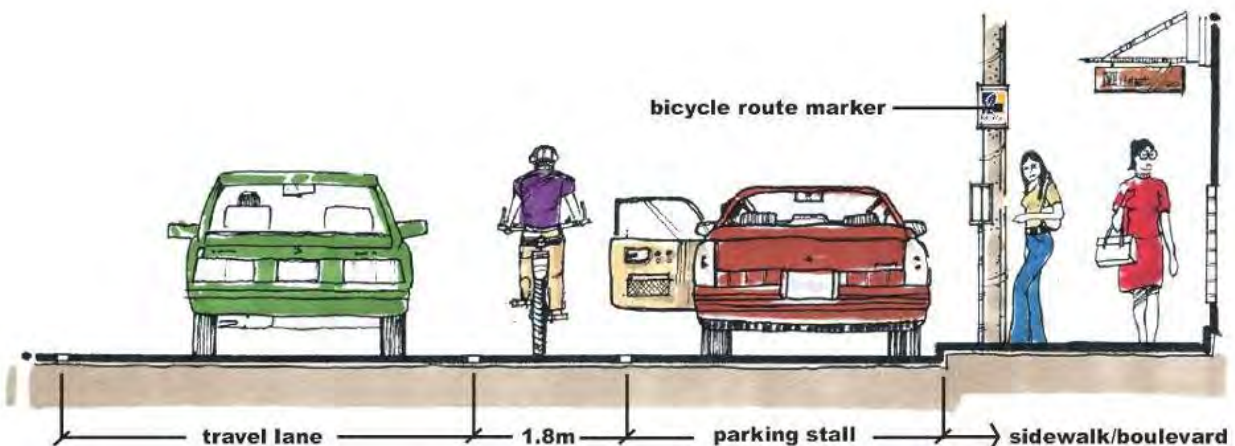 bicycle route marker
travel lane
1.8m
parking stall
sidewalk/boulevard